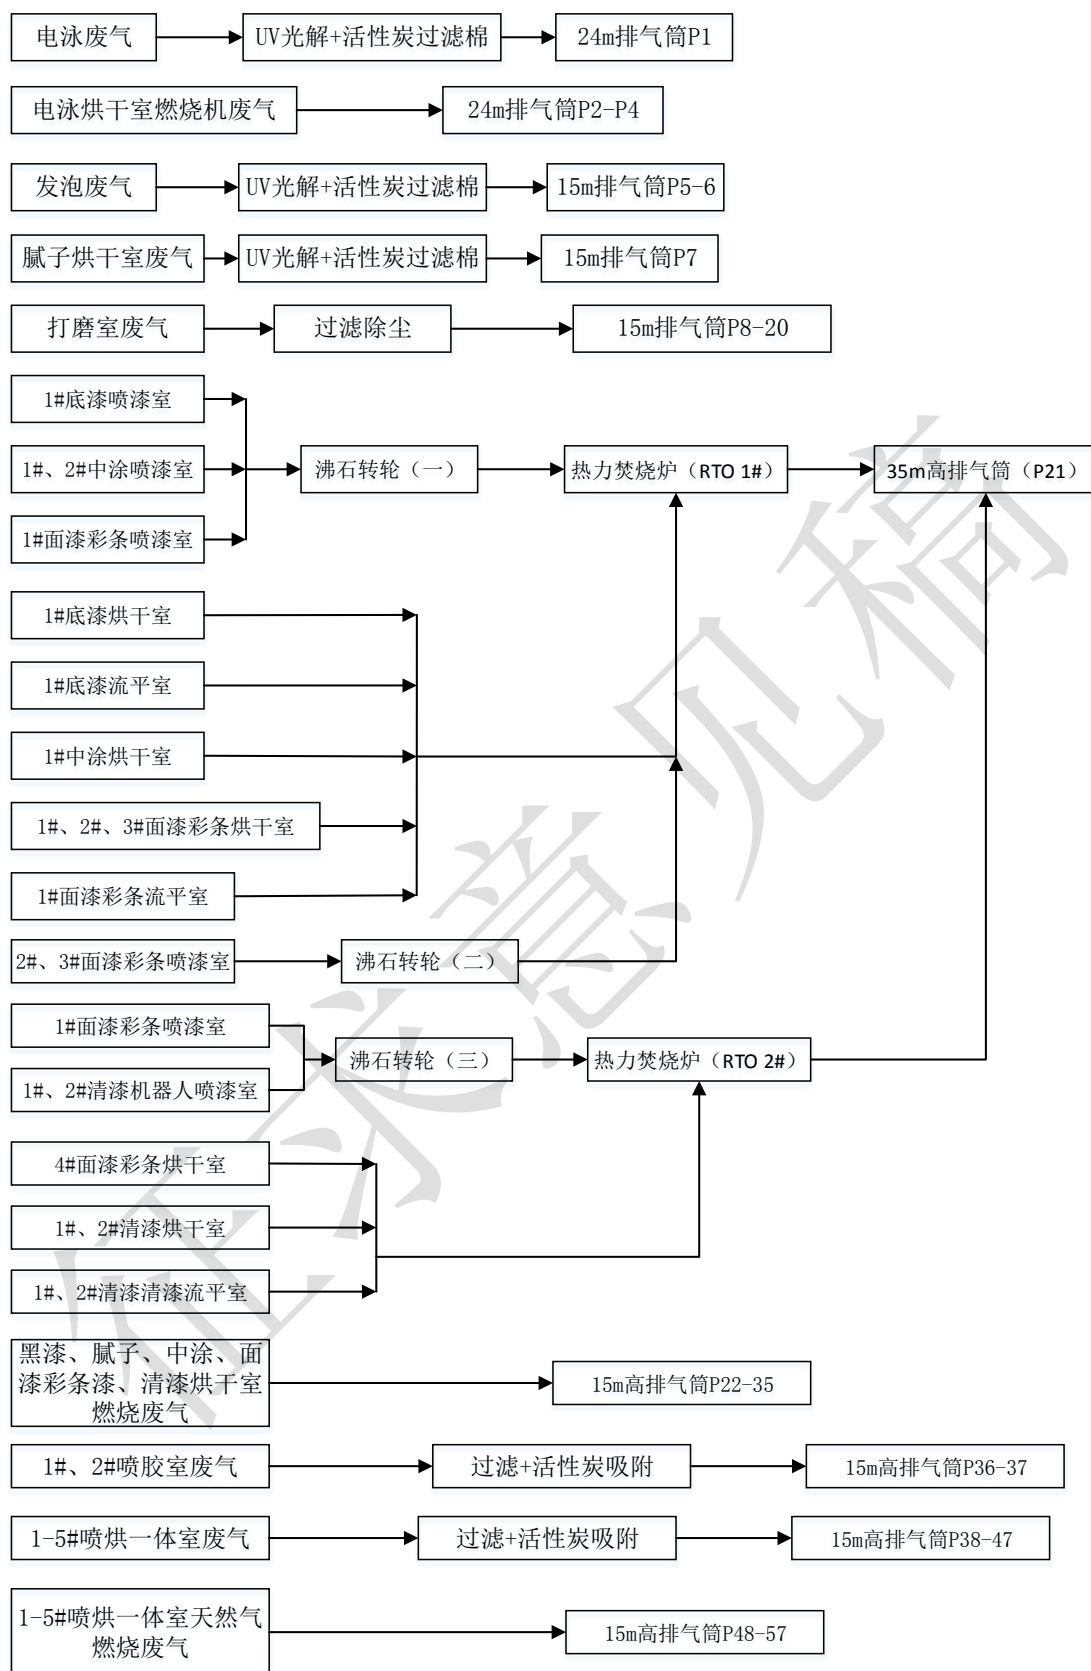 电泳废气
UV光解+活性炭过滤棉
24m排气筒P1
电泳烘干室燃烧机废气
24m排气筒P2-P4
发泡废气
UV光解+活性炭过滤棉
15m排气筒P5-6
腻子烘干室废气
UV光解+活性炭过滤棉
15m排气筒P7
打磨室废气
过滤除尘
15m排气筒P8-20
1#底漆喷漆室
1#、2#中涂喷漆室
沸石转轮（一）
热力焚烧炉（RTO 1#）
35m高排气筒（P21）
1#面漆彩条喷漆室
1#底漆烘干室
1#底漆流平室
1#中涂烘干室
1#、2#、3#面漆彩条烘干室
1#面漆彩条流平室
2#、3#面漆彩条喷漆室
沸石转轮（二）
1#面漆彩条喷漆室
沸石转轮（三）
热力焚烧炉（RTO 2#）
1#、2#清漆机器人喷漆室
4#面漆彩条烘干室
1#、2#清漆烘干室
1#、2#清漆清漆流平室
黑漆、腻子、中涂、面
漆彩条漆、清漆烘干室
燃烧废气
15m高排气筒P22-35
1#、2#喷胶室废气
过滤+活性炭吸附
15m高排气筒P36-37
1-5#喷烘一体室废气
过滤+活性炭吸附
15m高排气筒P38-47
1-5#喷烘一体室天然气
燃烧废气
15m高排气筒P48-57
征求意见稿